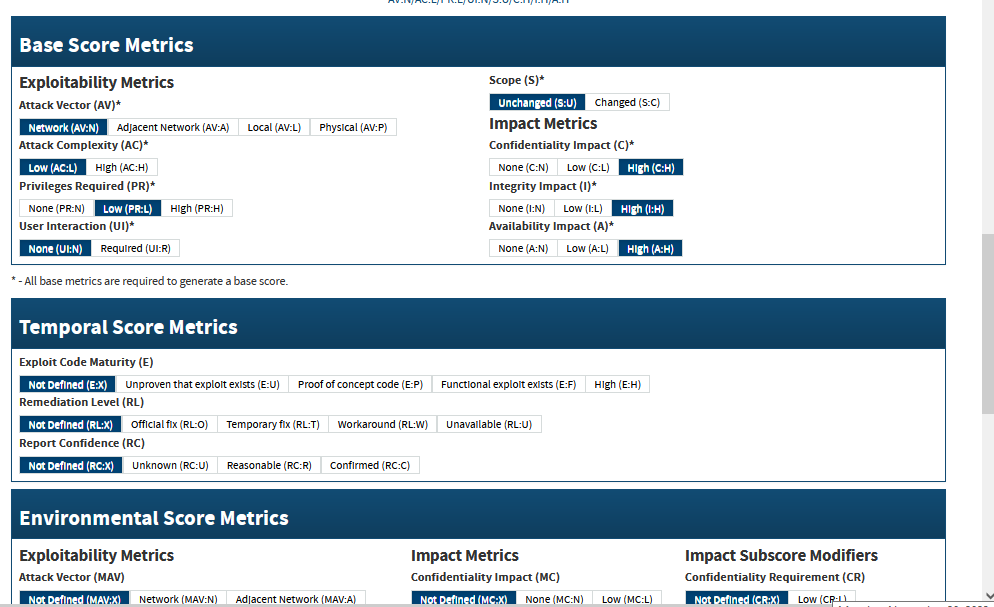 AV:N/AC:L/PR:L/UI:N/S:U/C:H/I:H/A:H
Base Score Metrics
Exploitability Metrics
Attack Vector (AV)*
Network (AV:N) Adjacent Network (AV:A) Local (AV:L) Physical (AV:P)
Attack Complexity (AC)*
Low (AC:L) High (AC:H)
Privileges Required (PR)*
None (PR:N) Low (PR:L) High (PR:H)
User Interaction (UI)*
None (UI:N) Required (UI:R)
Scope (S)*
Unchanged (S:U) Changed (S:C)
Impact Metrics
Confidentiality Impact (C)*
None (C:N) Low (C:L) High (C:H)
Integrity Impact (I)*
None (I:N) Low (I:L) High (I:H)
Availability Impact (A)*
None (A:N) Low (A:L) High (A:H)
* - All base metrics are required to generate a base score.
Temporal Score Metrics
Exploit Code Maturity (E)
Not Defined (E:X) Unproven that exploit exists (E:U) Proof of concept code (E:P) Functional exploit exists (E:F) High (E:H)
Remediation Level (RL)
Not Defined (RL:X) Official fix (RL:O) Temporary fix (RL:T) Workaround (RL:W) Unavailable (RL:U)
Report Confidence (RC)
Not Defined (RC:X) Unknown (RC:U) Reasonable (RC:R) Confirmed (RC:C)
Environmental Score Metrics
Exploitability Metrics
Attack Vector (MAV)
Not Defined (MAV:X) Network (MAV:N) Adjacent Network (MAV:A)
Impact Metrics
Confidentiality Impact (MC)
Not Defined (MC:X) None (MC:N) Low (MC:L)
Impact Subscore Modifiers
Confidentiality Requirement (CR)
Not Defined (CR:X) Low (CR:L)